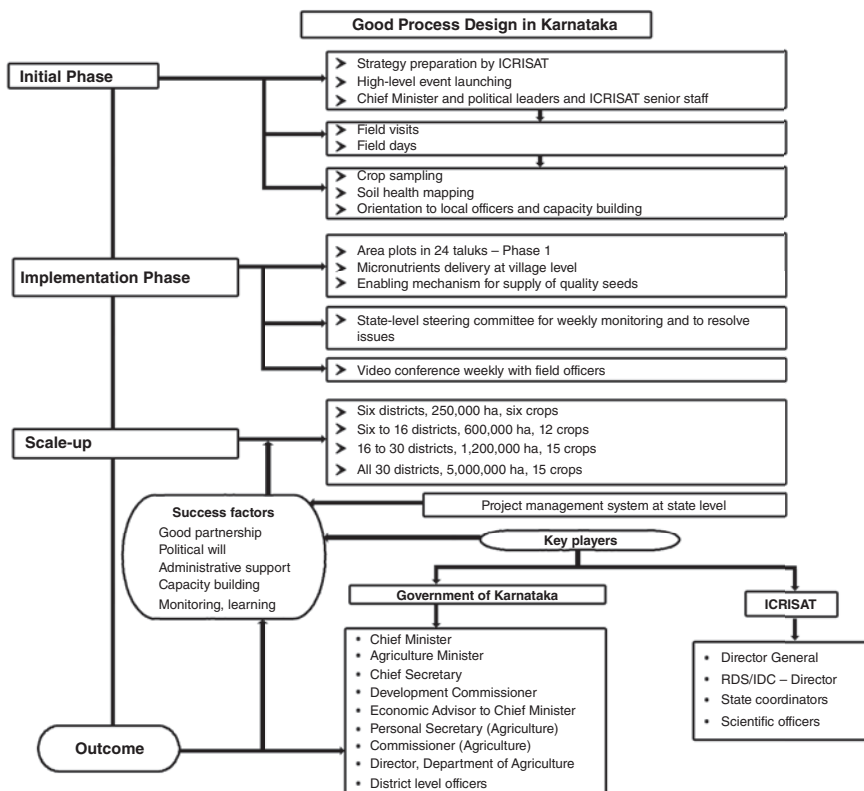 Good Process Design in Karnataka
Initial Phase
Strategy preparation by ICRISAT
High-level event launching
Chief Minister and political leaders and ICRISAT senior staff
Field visits
Field days
Crop sampling
Soil health mapping
Orientation to local officers and capacity building
Implementation Phase
Area plots in 24 taluks – Phase 1
Micronutrients delivery at village level
Enabling mechanism for supply of quality seeds
State-level steering committee for weekly monitoring and to resolve
issues
Video conference weekly with field officers
Scale-up
Six districts, 250,000 ha, six crops
Six to 16 districts, 600,000 ha, 12 crops
16 to 30 districts, 1,200,000 ha, 15 crops
All 30 districts, 5,000,000 ha, 15 crops
Project management system at state level
Success factors
Good partnership
Political will
Administrative support
Capacity building
Monitoring, learning
Key players
Government of Karnataka
• Chief Minister
• Agriculture Minister
• Chief Secretary
• Development Commissioner
• Economic Advisor to Chief Minister
• Personal Secretary (Agriculture)
• Commissioner (Agriculture)
• Director, Department of Agriculture
• District level officers
ICRISAT
• Director General
• RDS/IDC – Director
• State coordinators
• Scientific officers
Outcome